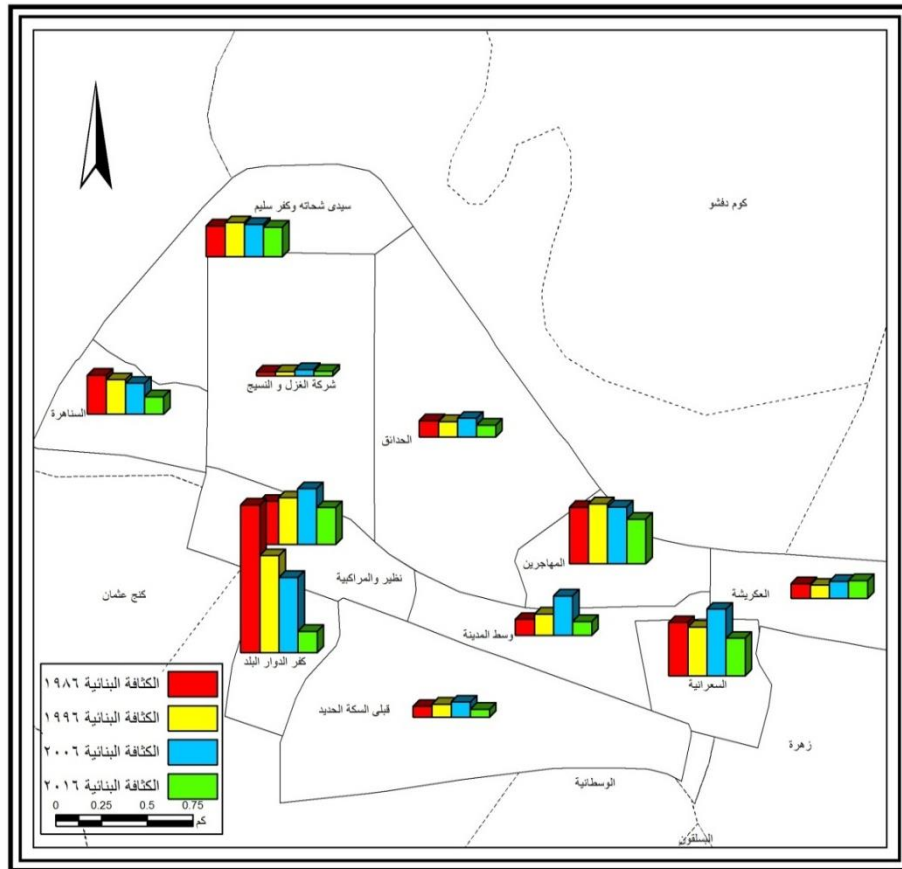 سيدى شحاته وكفر سليم
كوم دفشو
شركة الغزل و النسيج
السناهرة
الحدائق
المهاجرين
نظير والمراكبية
العكريشة
كنج عثمان
وسط المدينة
كفر الدوار البلد
السعرانية
قبلى السكة الحديد
زهرة
الوسطانية
البسلقون
الكثافة البنائية ١٩٨٦
الكثافة البنائية ١٩٩٦
الكثافة البنائية ٢٠٠٦
الكثافة البنائية ٢٠١٦
0 0.25 0.5 0.75
كم